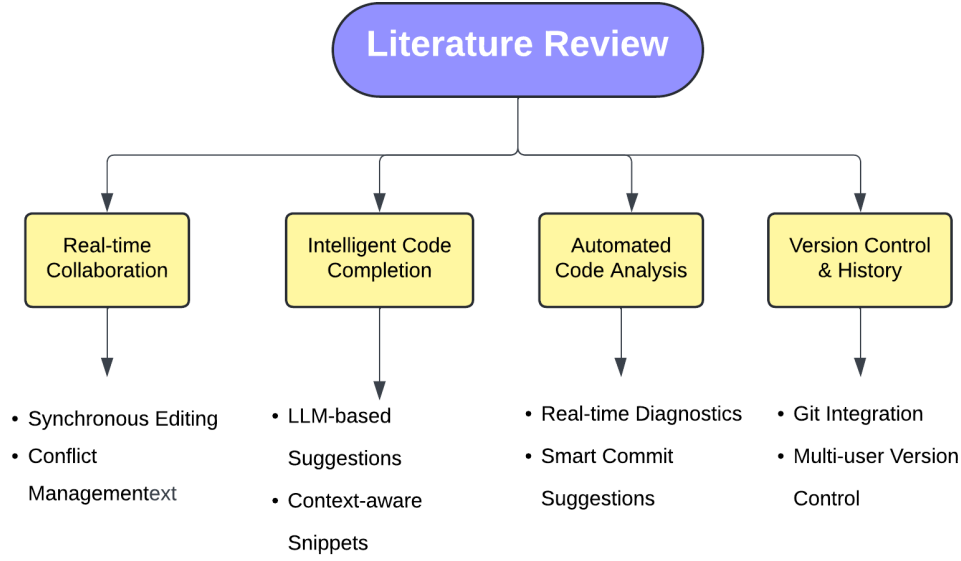 Literature Review
Real-time
Collaboration
Intelligent Code
Completion
Automated
Code Analysis
Version Control
& History
• Synchronous Editing
• Conflict
Managementext
• LLM-based
Suggestions
• Context-aware
Snippets
• Real-time Diagnostics
• Smart Commit
Suggestions
• Git Integration
• Multi-user Version
Control